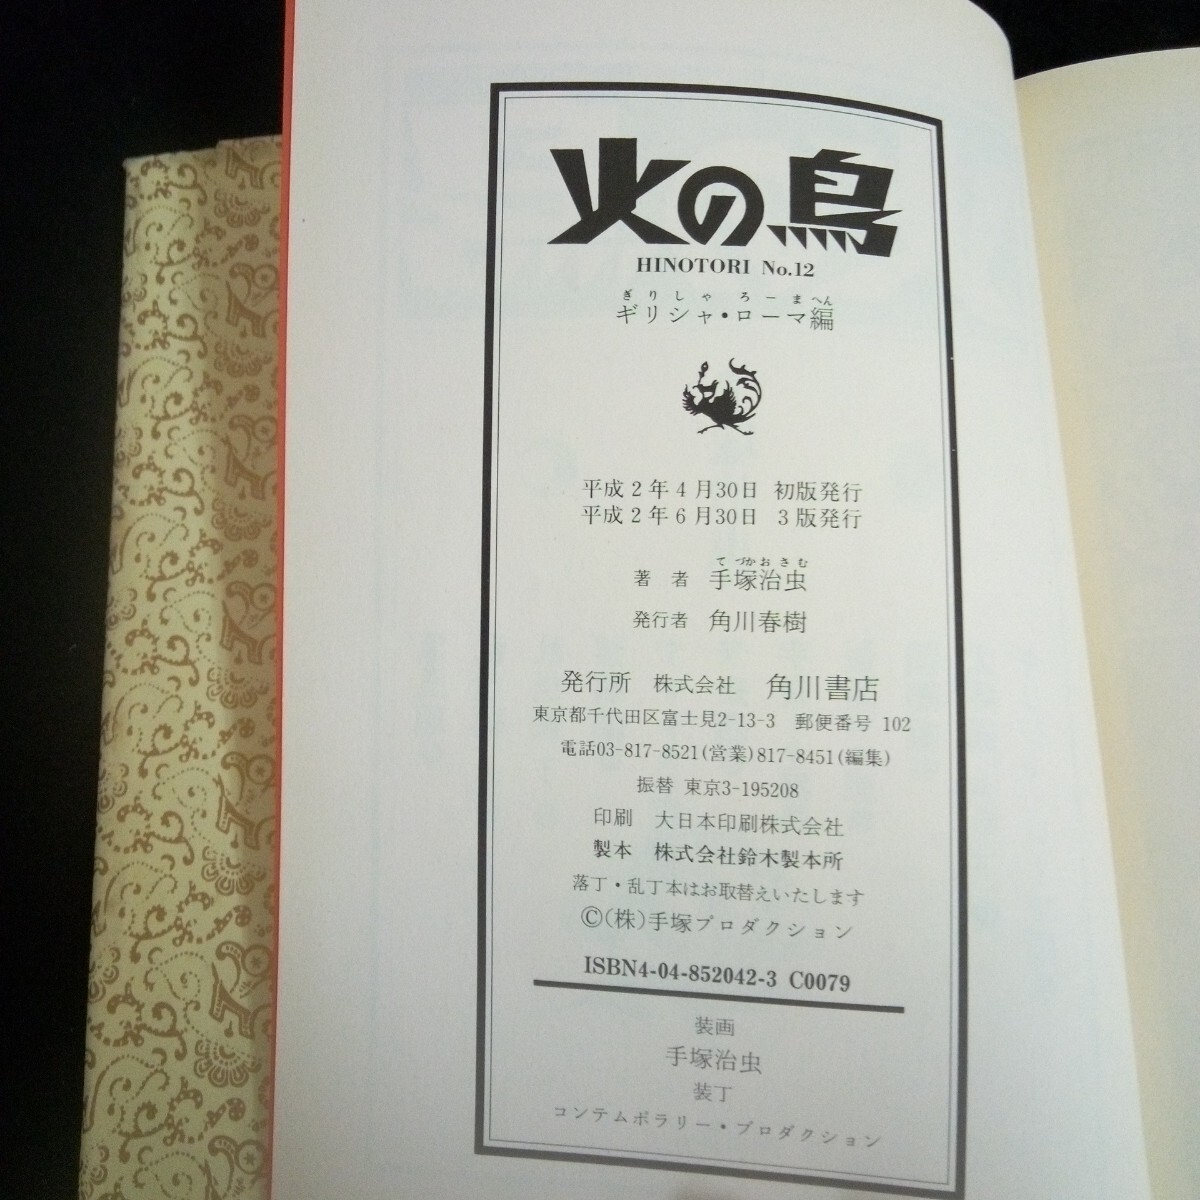 火の鳥
HINOTORI No.12
ぎりしゃ ろーまへん
ギリシャ・ローマ編
平成2年4月30日 初版発行
平成2年6月30日 3版発行
てづかおさむ
著者 手塚治虫
発行者 角川春樹
発行所 株式会社 角川書店
東京都千代田区富士見2-13-3 郵便番号 102
電話03-817-8521(営業)817-8451(編集)
振替 東京3-195208
印刷 大日本印刷株式会社
製本 株式会社鈴木製本所
落丁・乱丁本はお取替えいたします
©(株)手塚プロダクション
ISBN4-04-852042-3 C0079
装画
手塚治虫
装丁
コンテムポラリー・プロダクション